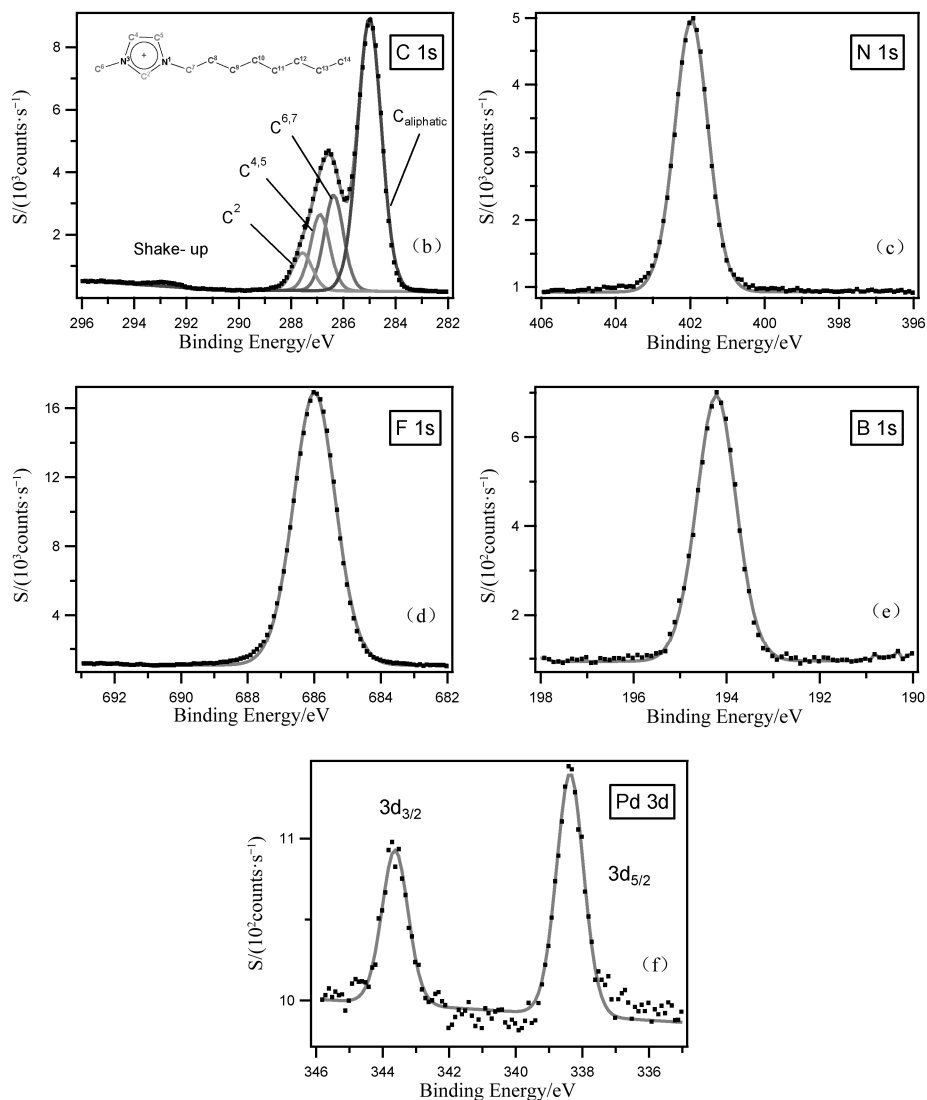 C 1s
C4 C5
C6 N3 N1 C8 C10 C12 C14
C2 C7 C9 C11 C13
C6,7
C4,5
C2
Caliphatic
Shake- up
(b)
S/(10³counts·s⁻¹)
8
6
4
2
296 294 292 290 288 286 284 282
Binding Energy/eV
N 1s
(c)
S/(10³counts·s⁻¹)
5
4
3
2
1
406 404 402 400 398 396
Binding Energy/eV
F 1s
(d)
S/(10³counts·s⁻¹)
16
12
8
4
692 690 688 686 684 682
Binding Energy/eV
B 1s
(e)
S/(10²counts·s⁻¹)
6
4
2
198 196 194 192 190
Binding Energy/eV
Pd 3d
3d3/2
3d5/2
(f)
S/(10²counts·s⁻¹)
11
10
346 344 342 340 338 336
Binding Energy/eV